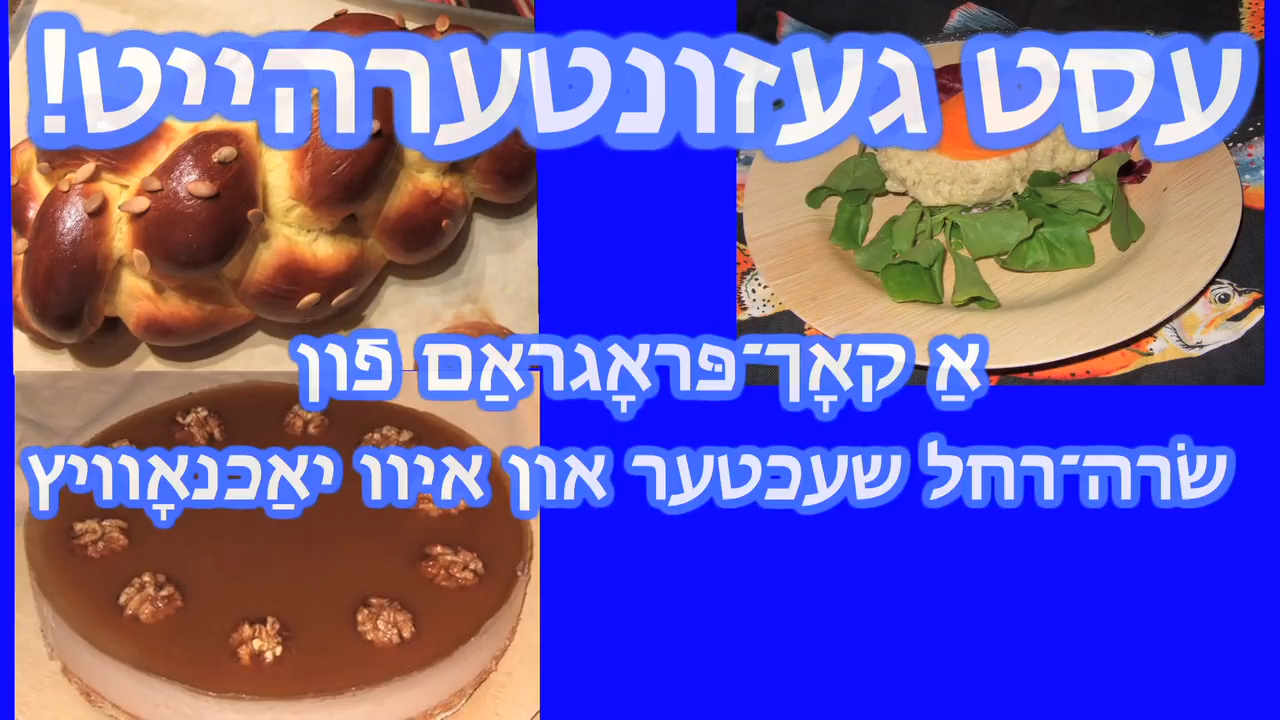 עסט געזונטערהייט!
אַ קאָך־פּראָגראַם פֿון
שׂרה־רחל שעכטער און איוו יאַכנאָוויץ